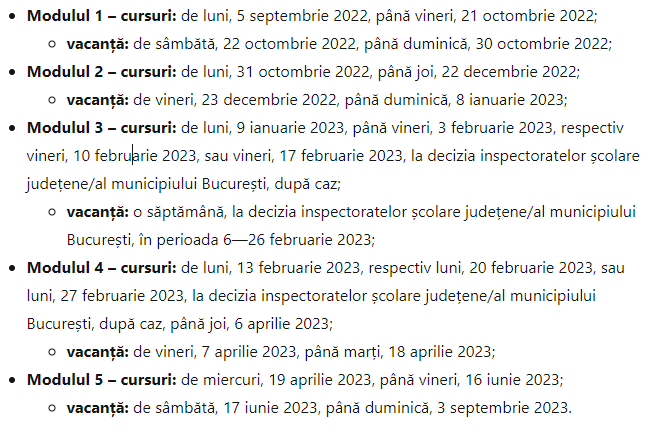 Modulul 1 – cursuri: de luni, 5 septembrie 2022, până vineri, 21 octombrie 2022;
vacanță: de sâmbătă, 22 octombrie 2022, până duminică, 30 octombrie 2022;
Modulul 2 – cursuri: de luni, 31 octombrie 2022, până joi, 22 decembrie 2022;
vacanță: de vineri, 23 decembrie 2022, până duminică, 8 ianuarie 2023;
Modulul 3 – cursuri: de luni, 9 ianuarie 2023, până vineri, 3 februarie 2023, respectiv
vineri, 10 februarie 2023, sau vineri, 17 februarie 2023, la decizia inspectoratelor școlare
județene/al municipiului București, după caz;
vacanță: o săptămână, la decizia inspectoratelor școlare județene/al municipiului
București, în perioada 6—26 februarie 2023;
Modulul 4 – cursuri: de luni, 13 februarie 2023, respectiv luni, 20 februarie 2023, sau
luni, 27 februarie 2023, la decizia inspectoratelor școlare județene/al municipiului
București, după caz, până joi, 6 aprilie 2023;
vacanță: de vineri, 7 aprilie 2023, până marți, 18 aprilie 2023;
Modulul 5 – cursuri: de miercuri, 19 aprilie 2023, până vineri, 16 iunie 2023;
vacanță: de sâmbătă, 17 iunie 2023, până duminică, 3 septembrie 2023.